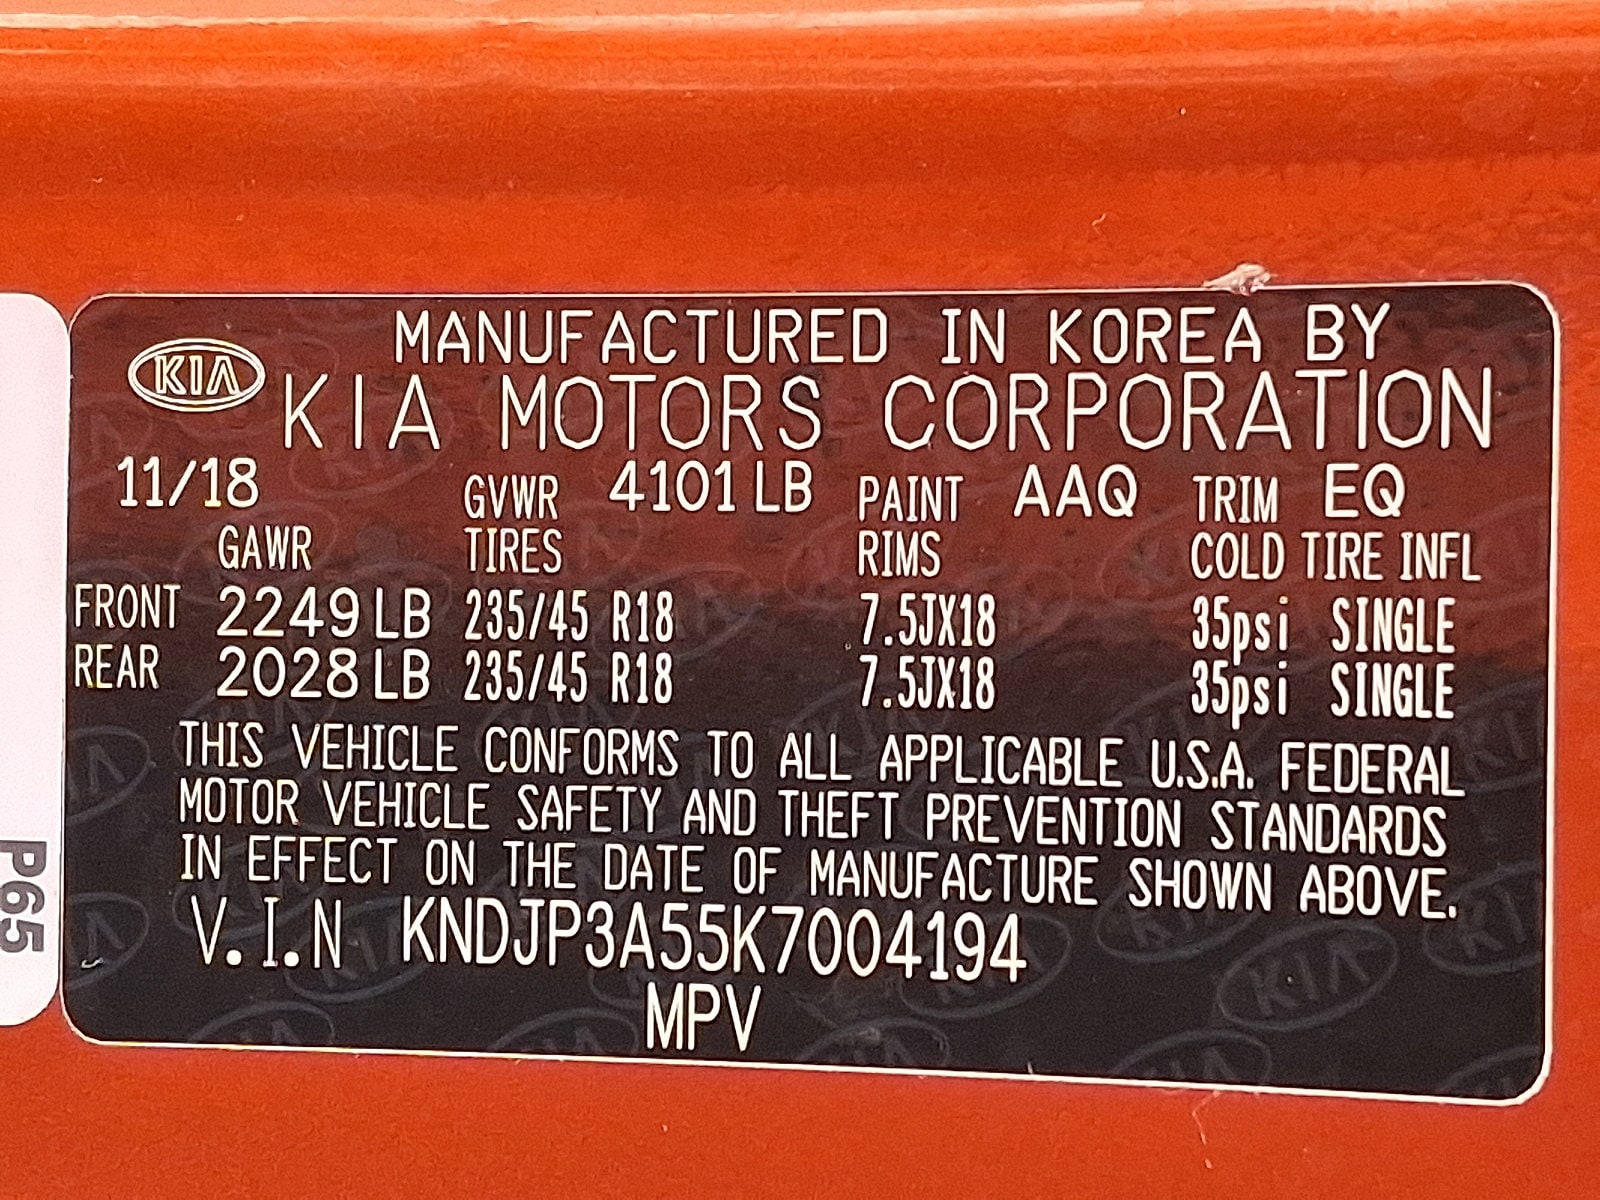 MANUFACTURED IN KOREA BY
KIA KIA MOTORS CORPORATION
11/18 GVWR 4101 LB PAINT AAQ TRIM EQ
GAWR TIRES RIMS COLD TIRE INFL
FRONT 2249 LB 235/45 R18 7.5JX18 35psi SINGLE
REAR 2028 LB 235/45 R18 7.5JX18 35psi SINGLE
THIS VEHICLE CONFORMS TO ALL APPLICABLE U.S.A. FEDERAL
MOTOR VEHICLE SAFETY AND THEFT PREVENTION STANDARDS
IN EFFECT ON THE DATE OF MANUFACTURE SHOWN ABOVE.
V.I.N KNDJP3A55K7004194
MPV
P65